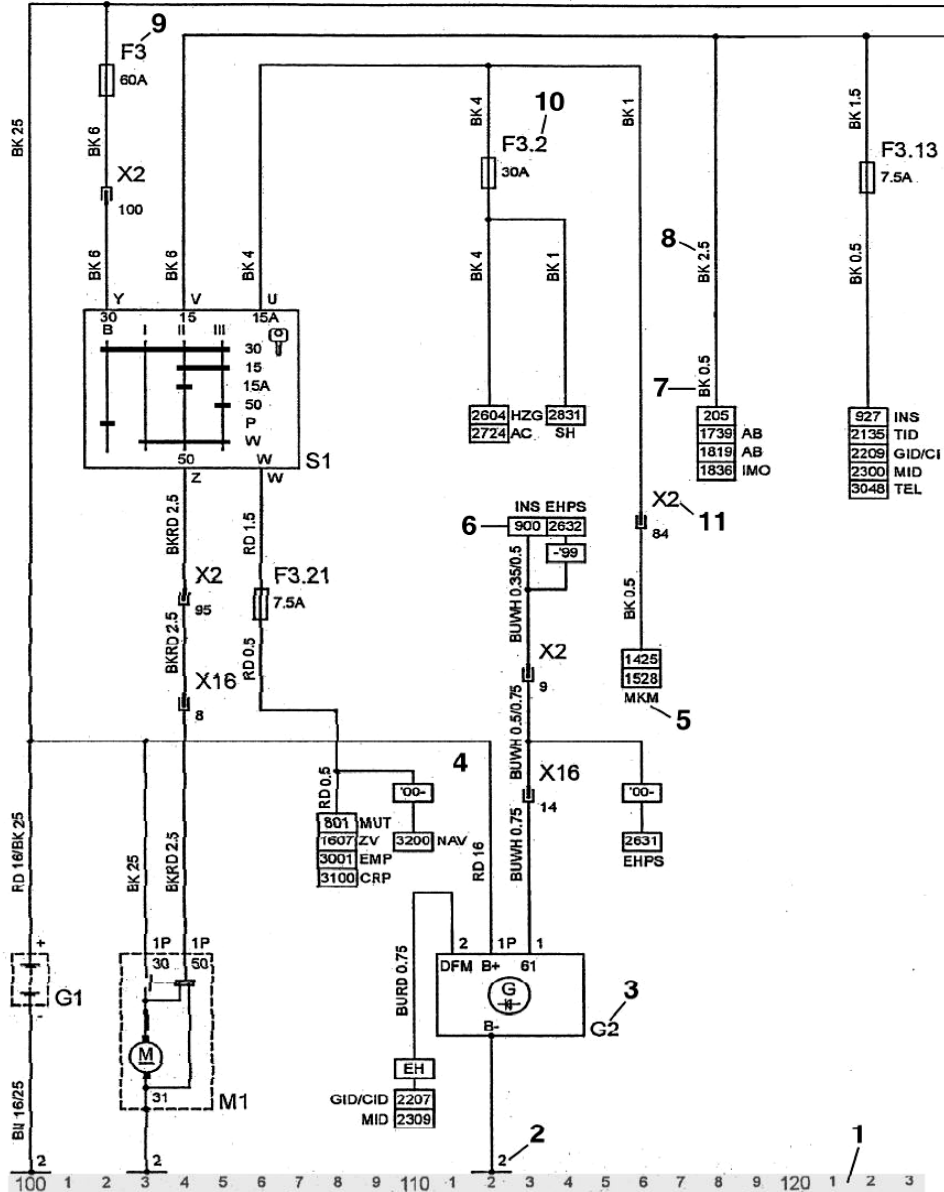 9
F3
60A
BK 25
BK 6
X2
100
BK 6
BK 6
BK 4
BK 4
10
F3.2
30A
BK 4
BK 1
BK 1
8
BK 2.5
BK 1.5
F3.13
7.5A
BK 0.5
Y V U
30 15 15A
B I II III
30
15
15A
50
P
W
50 W
S1
Z W
2604 HZG
2724 AC
2831
SH
7
BK 0.5
205
1739 AB
1819 AB
1836 IMO
927 INS
2135 TID
2209 GID/CI
2300 MID
3048 TEL
BKRD 2.5
RD 1.5
X2
95
F3.21
7.5A
BKRD 2.5
RD 0.5
X16
8
INS EHPS
6
900 2632
-'99
BUWH 0.35/0.5
X2
11
84
BK 0.5
X2
9
1425
1528
MKM
5
BUWH 0.5/0.75
4
X16
14
RD 0.5
'00-
801 MUT
1607 ZV
3001 EMP
3100 CRP
3200 NAV
RD 16
BUWH 0.75
'00-
2631
EHPS
RD 16/BK 25
BK 25
BKRD 2.5
+
G1
-
1P 1P
30 50
M
31
M1
BURD 0.75
2 1P 1
DFM B+ 61
G
B-
3
G2
EH
GID/CID 2207
MID 2309
BN 16/25
2
2
2
2
1
100 1 2 3 4 5 6 7 8 9 110 1 2 3 4 5 6 7 8 9 120 1 2 3